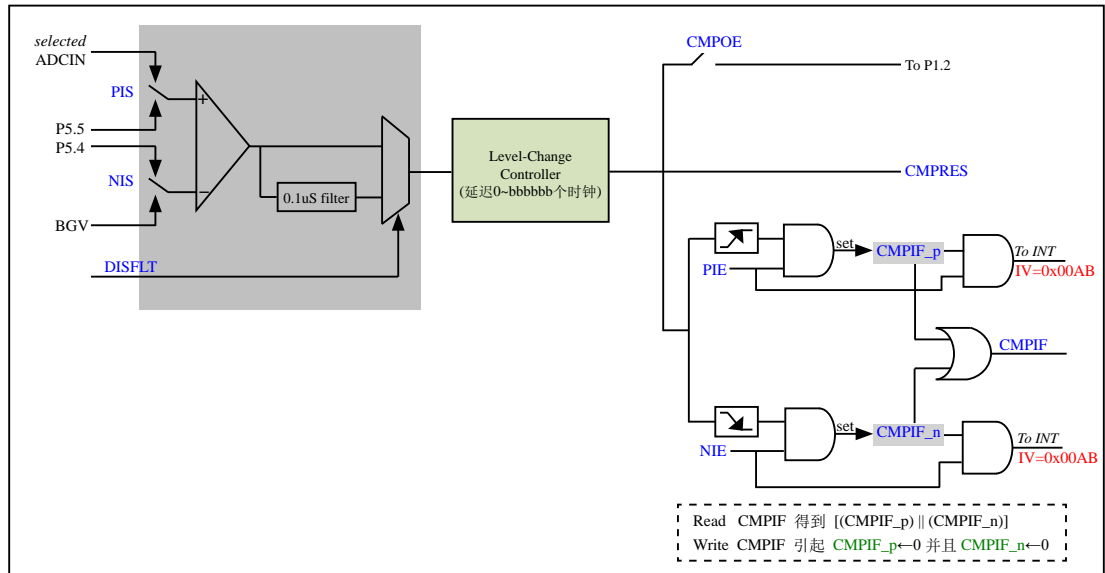 selected
ADCIN
PIS
P5.5
P5.4
NIS
BGV
DISFLT
+
−
0.1uS filter
Level-Change
Controller
(延迟0~bbbbbb个时钟)
CMPOE
To P1.2
CMPRES
PIE
set
CMPIF_p
To INT
IV=0x00AB
CMPIF
NIE
set
CMPIF_n
To INT
IV=0x00AB
Read CMPIF 得到 [(CMPIF_p) || (CMPIF_n)]
Write CMPIF 引起 CMPIF_p←0 并且 CMPIF_n←0